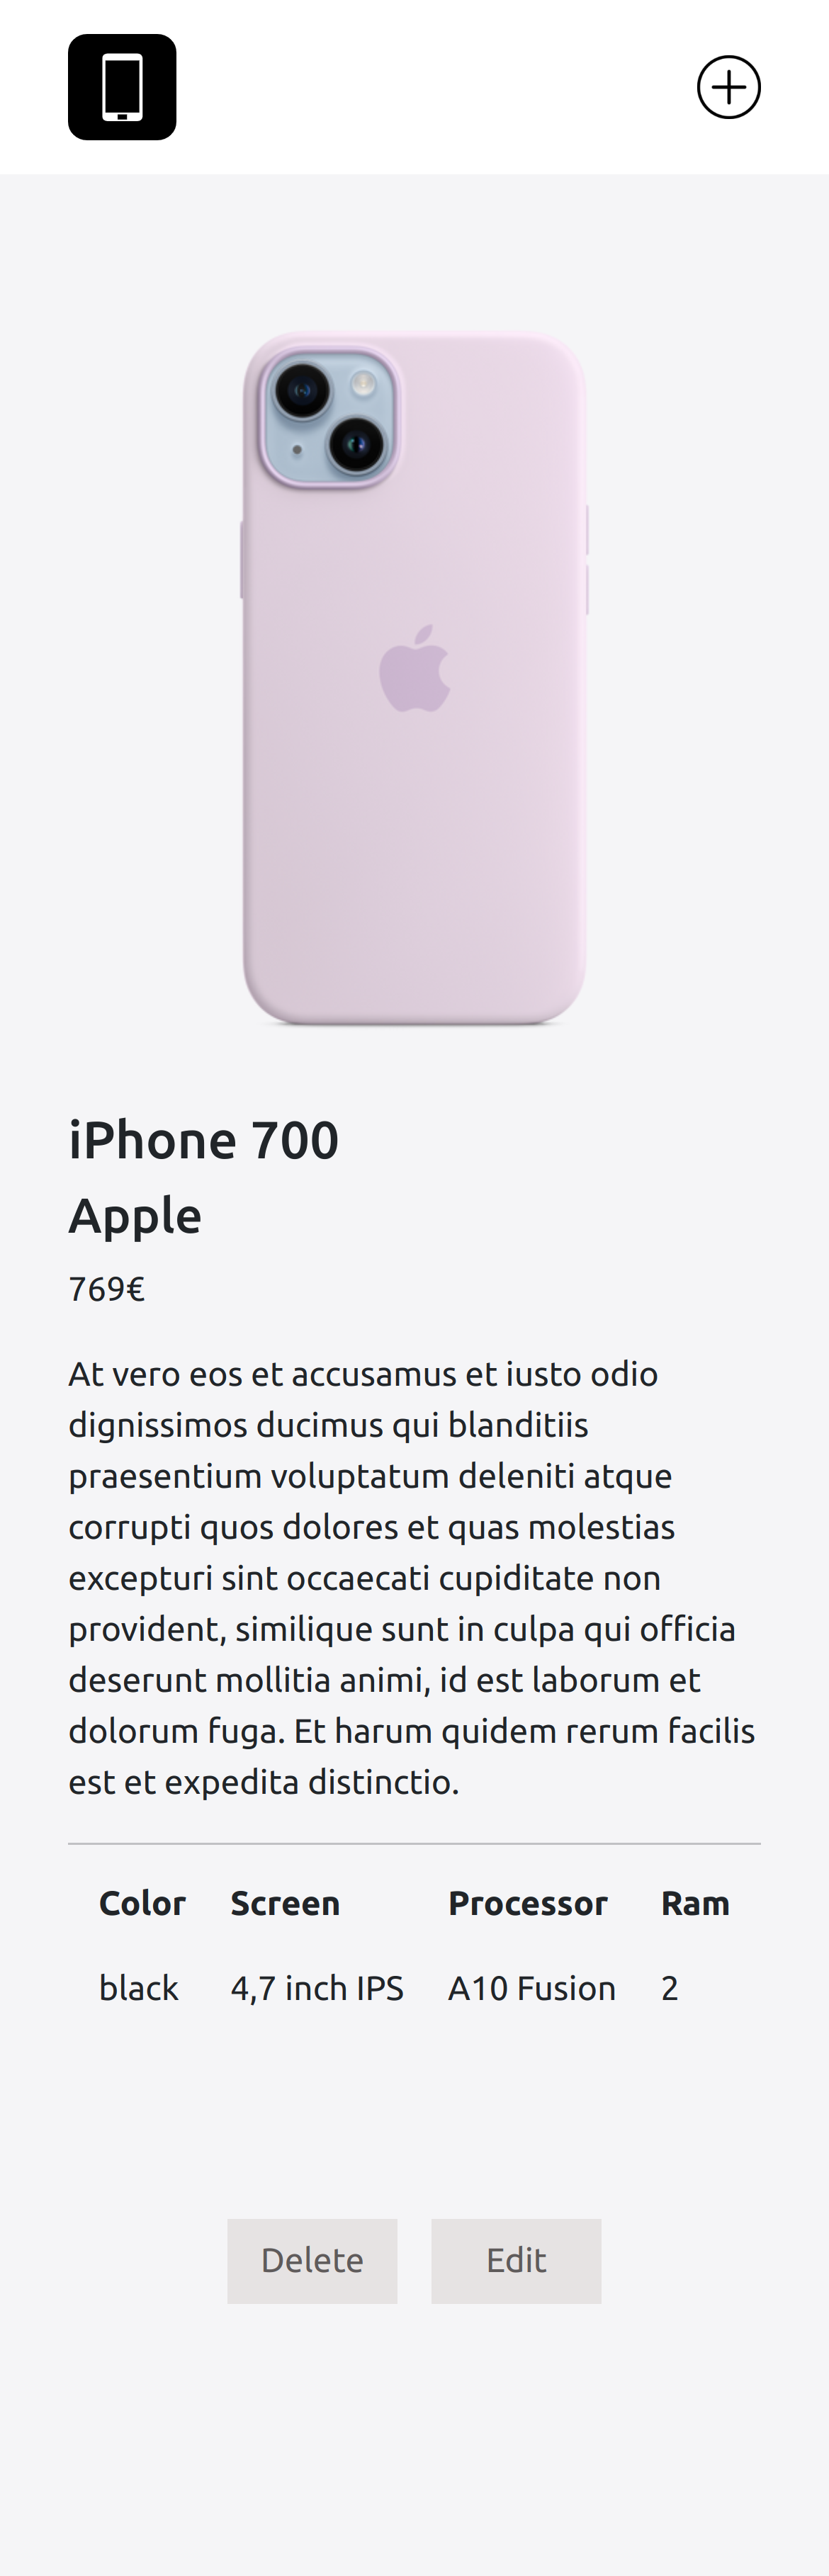 iPhone 700
Apple
769€
At vero eos et accusamus et iusto odio
dignissimos ducimus qui blanditiis
praesentium voluptatum deleniti atque
corrupti quos dolores et quas molestias
excepturi sint occaecati cupiditate non
provident, similique sunt in culpa qui officia
deserunt mollitia animi, id est laborum et
dolorum fuga. Et harum quidem rerum facilis
est et expedita distinctio.
Color Screen Processor Ram
black 4,7 inch IPS A10 Fusion 2
Delete Edit